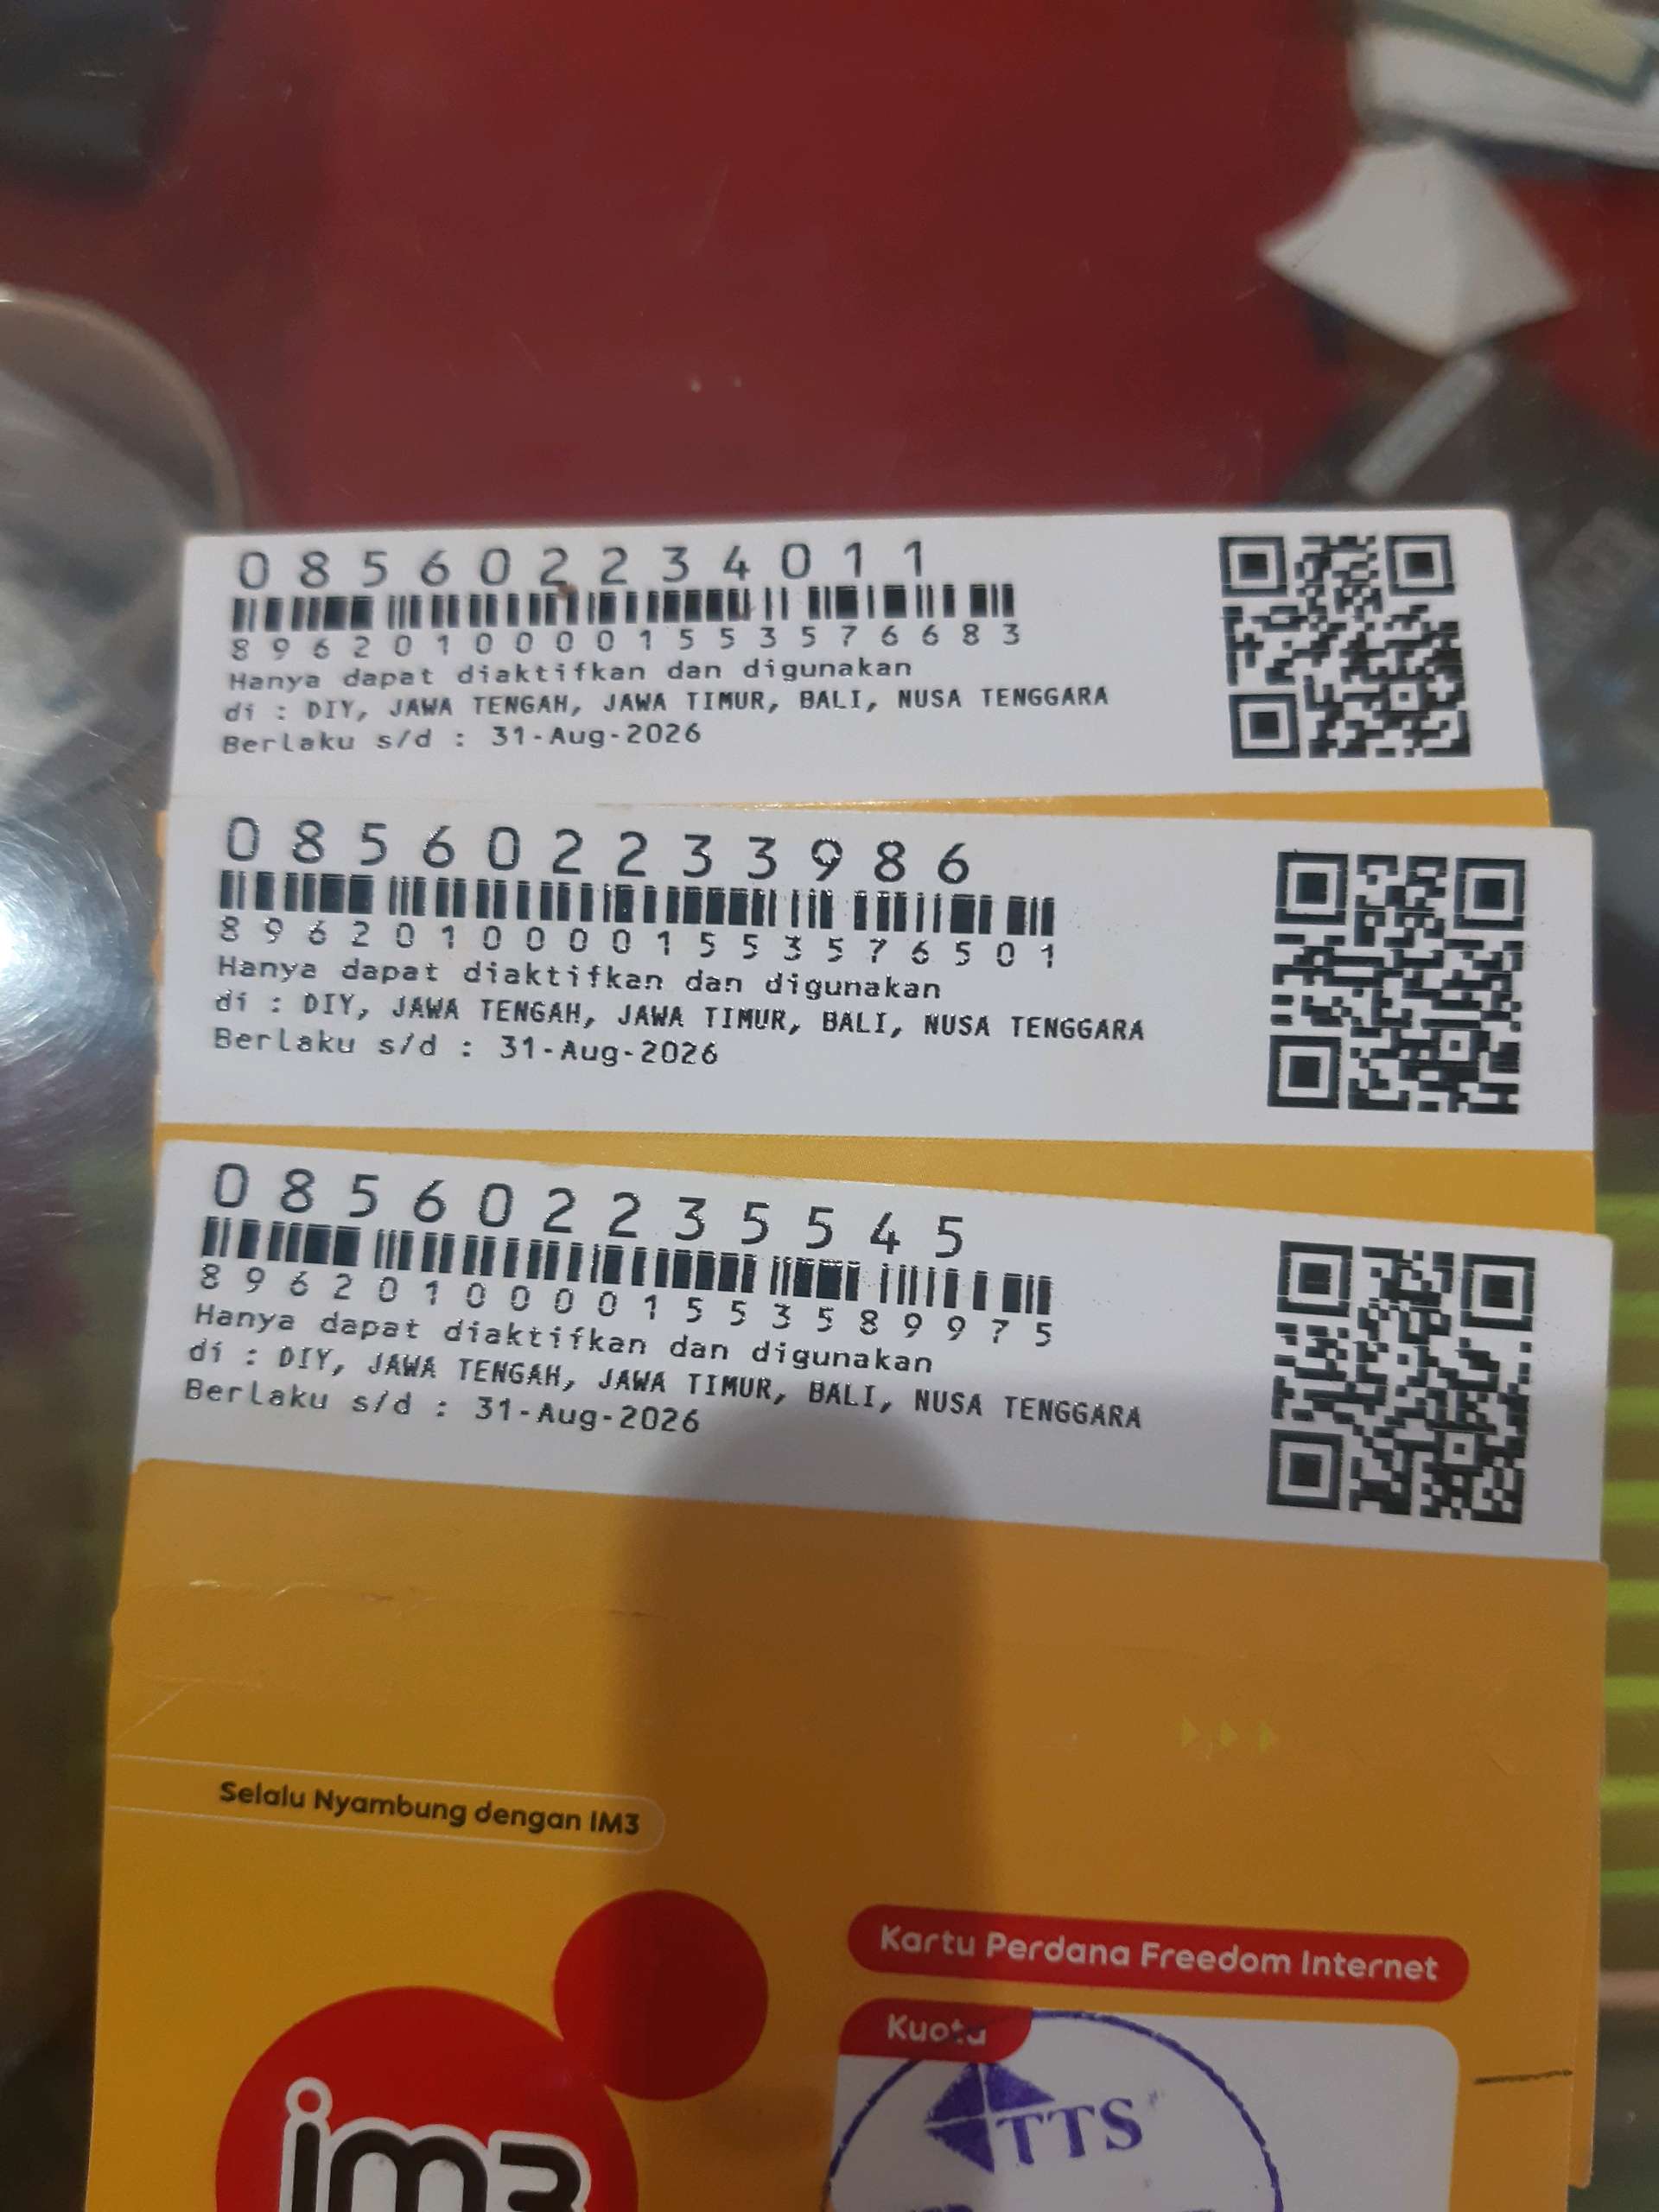 085602234011
89620100001553576683
Hanya dapat diaktifkan dan digunakan
di : DIY, JAWA TENGAH, JAWA TIMUR, BALI, NUSA TENGGARA
Berlaku s/d : 31-Aug-2026
085602233986
89620100001553576501
Hanya dapat diaktifkan dan digunakan
di : DIY, JAWA TENGAH, JAWA TIMUR, BALI, NUSA TENGGARA
Berlaku s/d : 31-Aug-2026
085602235545
89620100001553589975
Hanya dapat diaktifkan dan digunakan
di : DIY, JAWA TENGAH, JAWA TIMUR, BALI, NUSA TENGGARA
Berlaku s/d : 31-Aug-2026
Selalu Nyambung dengan IM3
Kartu Perdana Freedom Internet
Kuota
TTS
im3